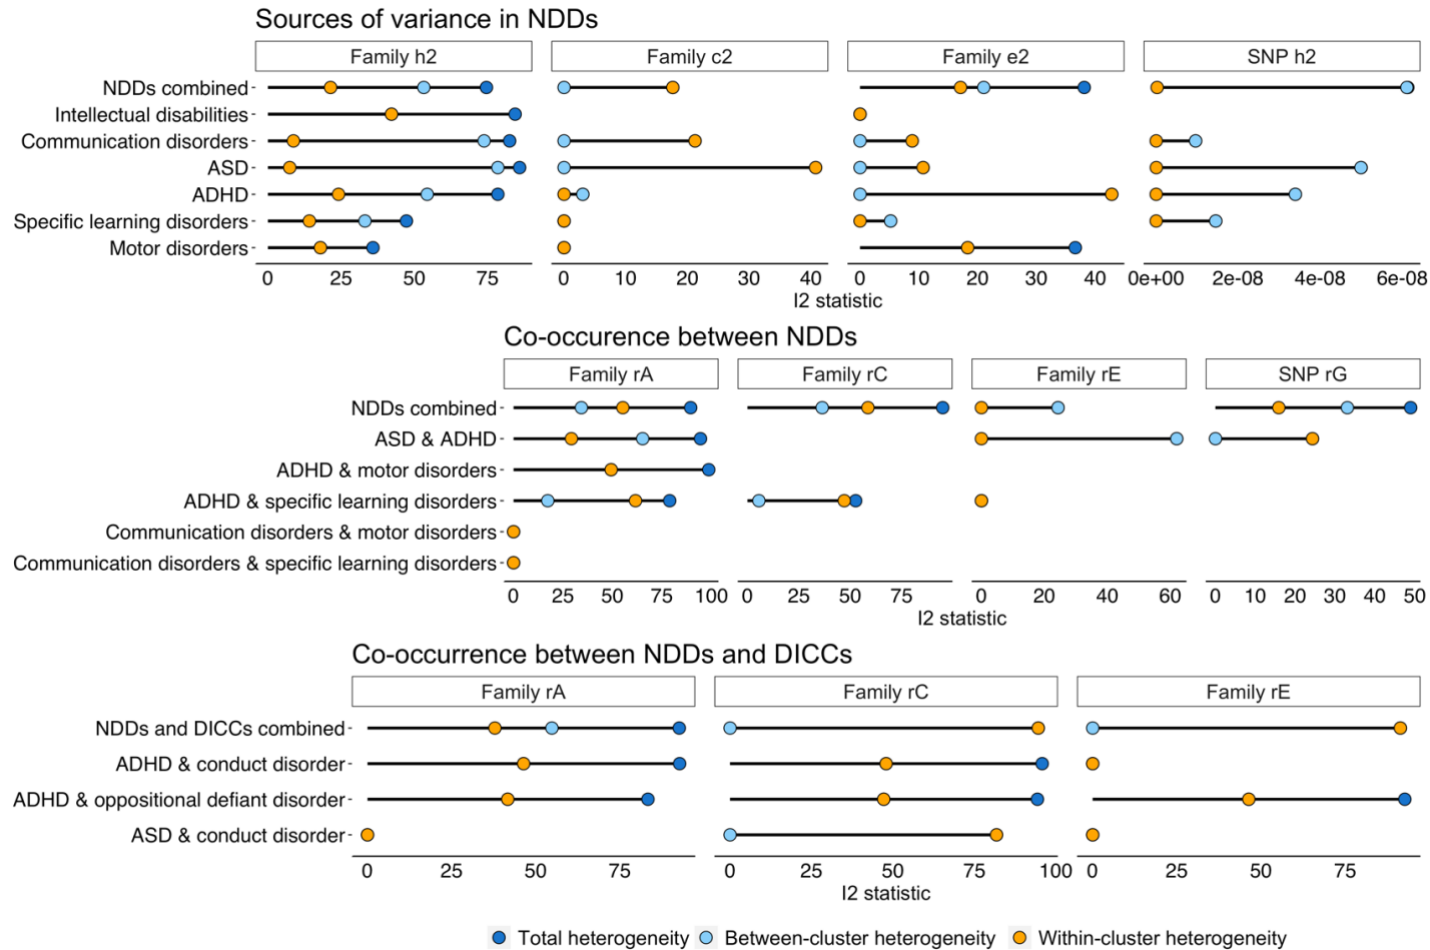 Sources of variance in NDDs
Family h2 Family c2 Family e2 SNP h2
NDDs combined
Intellectual disabilities
Communication disorders
ASD
ADHD
Specific learning disorders
Motor disorders
0 25 50 75 0 10 20 30 40 0 10 20 30 40 0e+00 2e-08 4e-08 6e-08
I2 statistic
Co-occurence between NDDs
Family rA Family rC Family rE SNP rG
NDDs combined
ASD & ADHD
ADHD & motor disorders
ADHD & specific learning disorders
Communication disorders & motor disorders
Communication disorders & specific learning disorders
0 25 50 75 100 0 25 50 75 0 20 40 60 0 10 20 30 40 50
I2 statistic
Co-occurrence between NDDs and DICCs
Family rA Family rC Family rE
NDDs and DICCs combined
ADHD & conduct disorder
ADHD & oppositional defiant disorder
ASD & conduct disorder
0 25 50 75 0 25 50 75 100 0 25 50 75
I2 statistic
Total heterogeneity Between-cluster heterogeneity Within-cluster heterogeneity